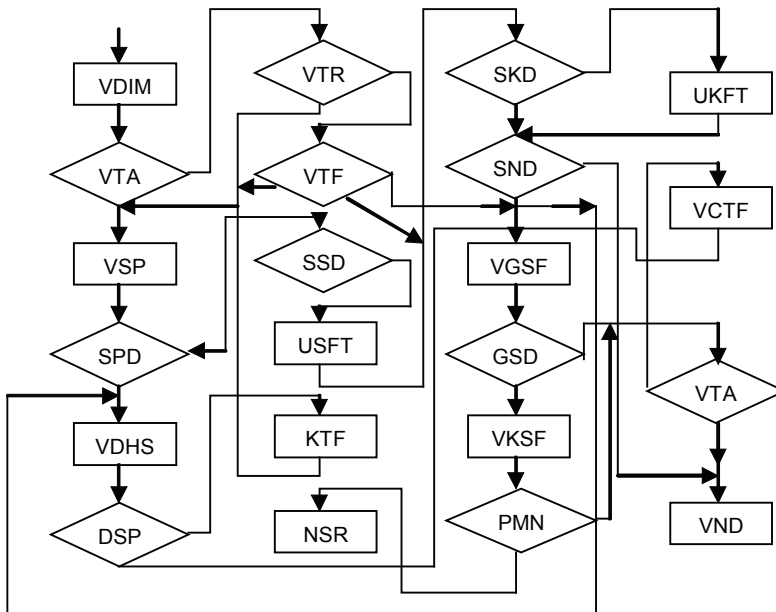 VDIM
VTA
VSP
SPD
VDHS
DSP
VTR
VTF
SSD
USFT
KTF
NSR
SKD
SND
VGSF
GSD
VKSF
PMN
UKFT
VCTF
VTA
VND